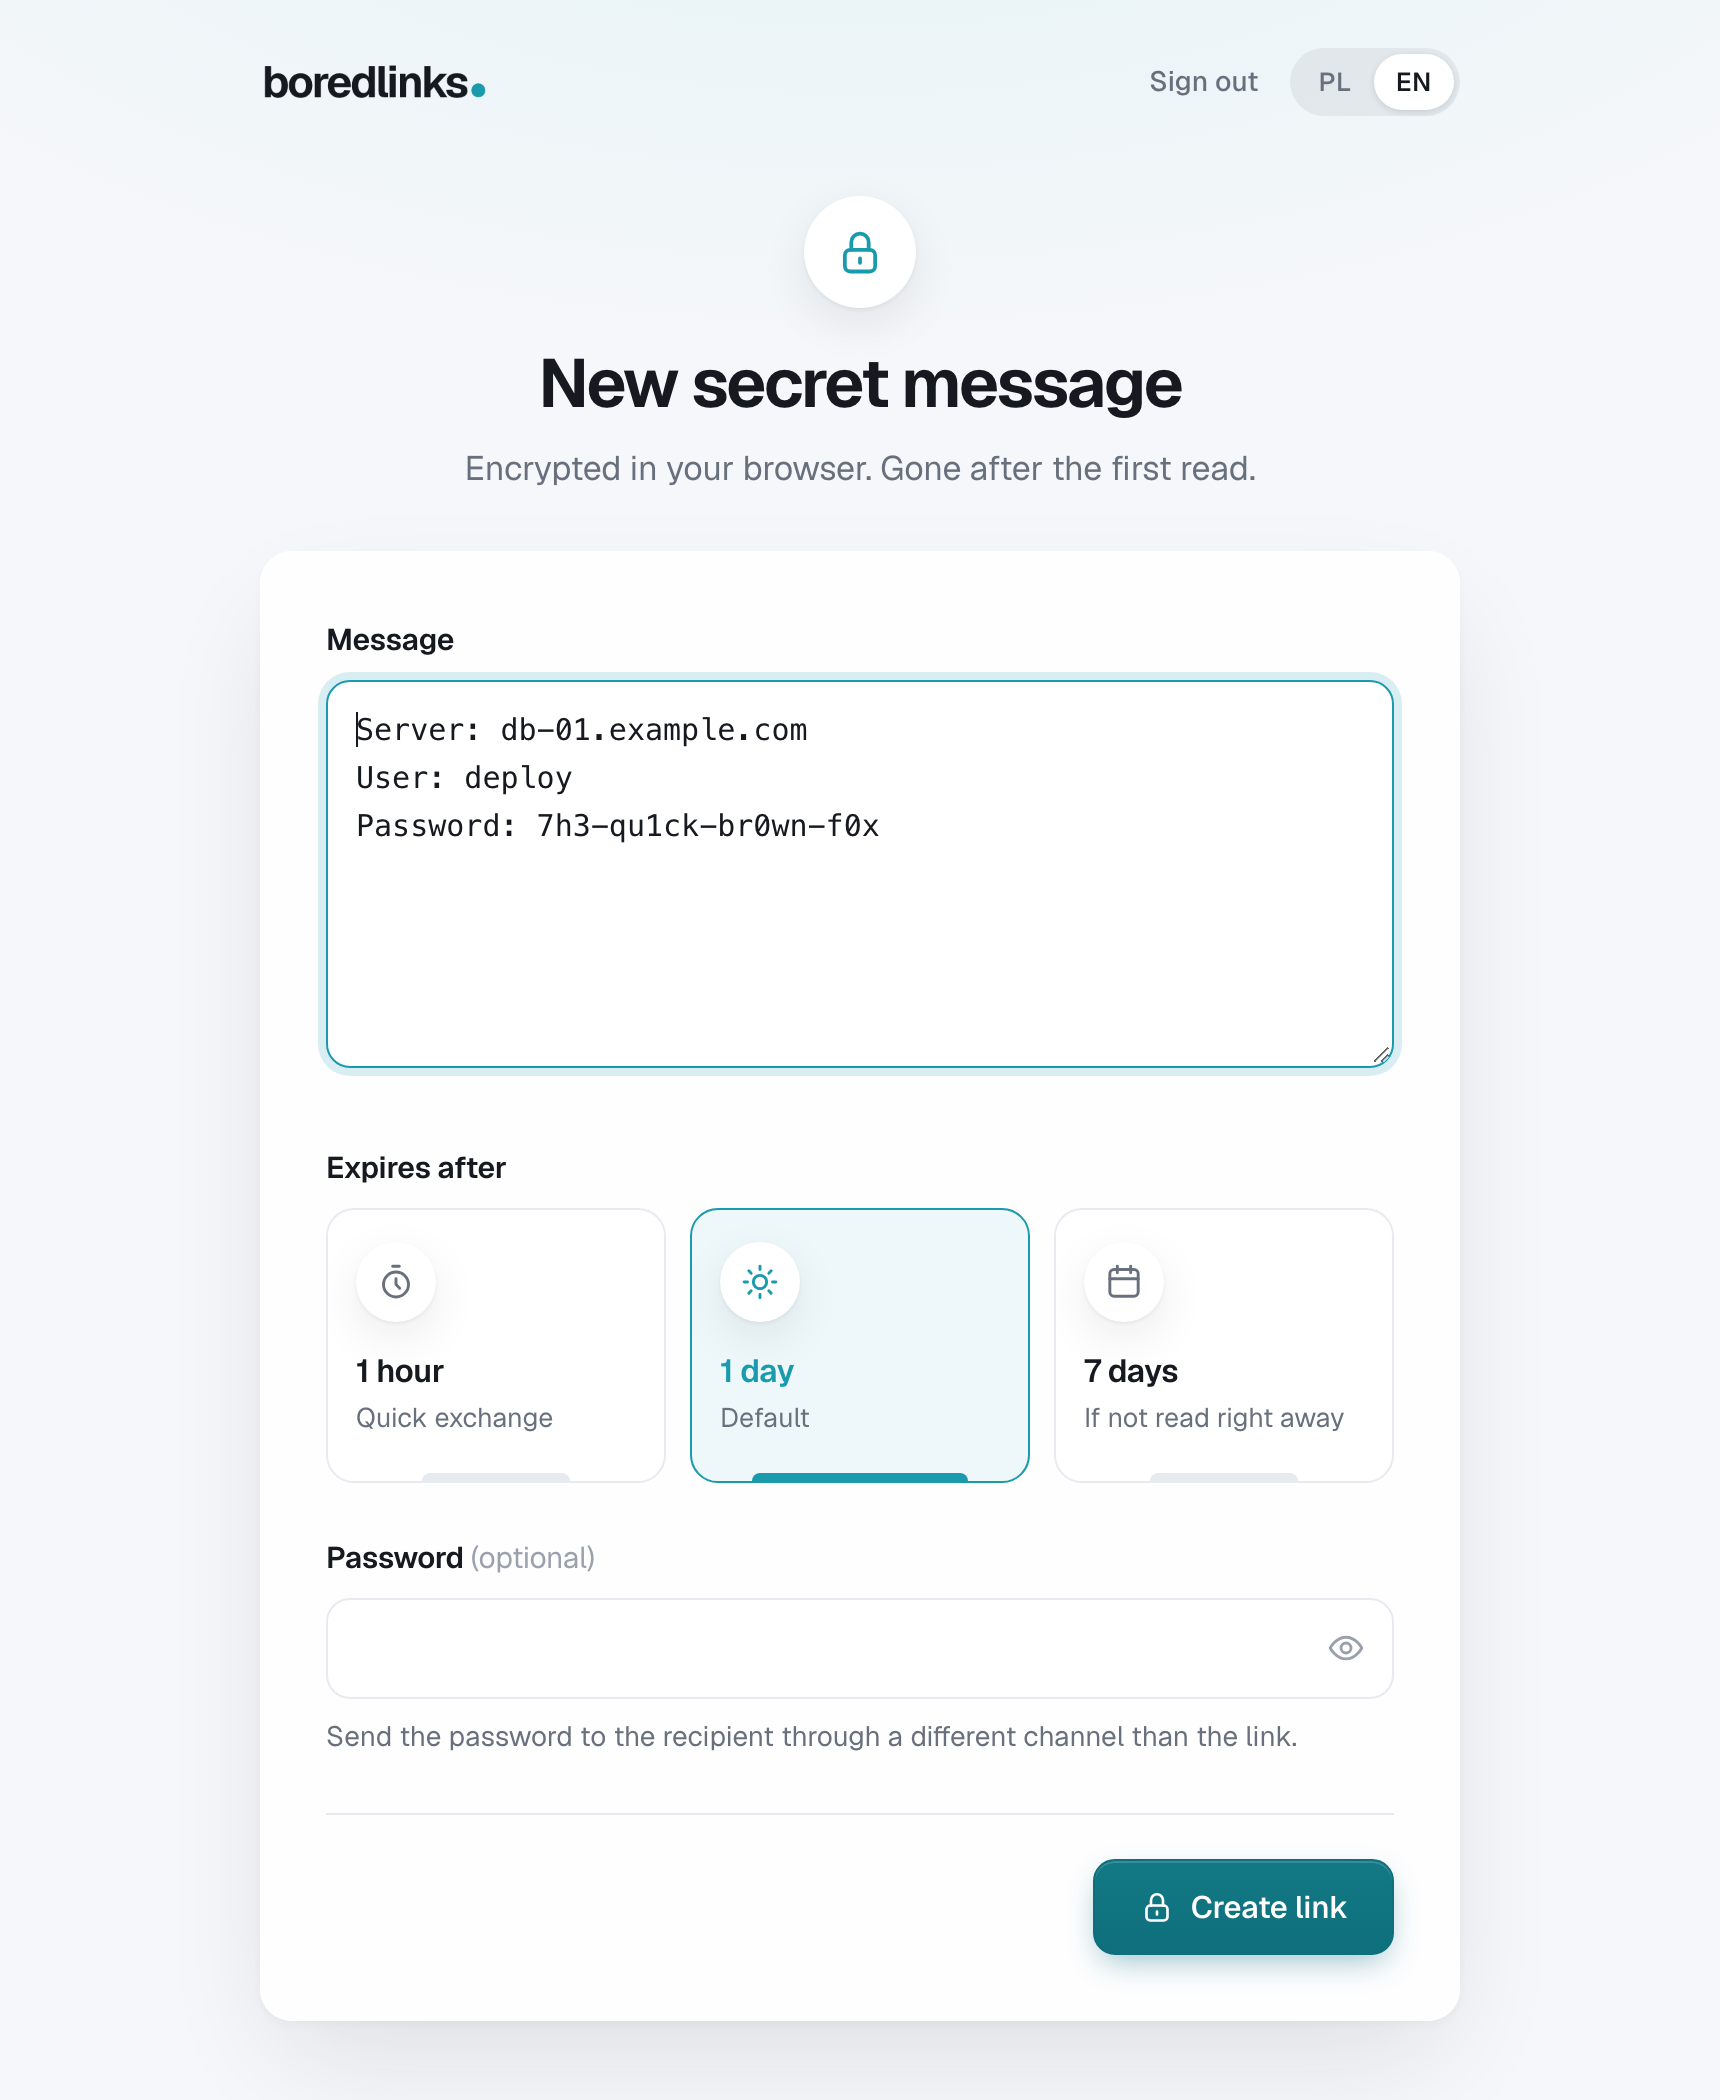 boredlinks.
Sign out
PL
EN
New secret message
Encrypted in your browser. Gone after the first read.
Message
Server: db-01.example.com
User: deploy
Password: 7h3-qu1ck-br0wn-f0x
Expires after
1 hour
Quick exchange
1 day
Default
7 days
If not read right away
Password (optional)
Send the password to the recipient through a different channel than the link.
Create link